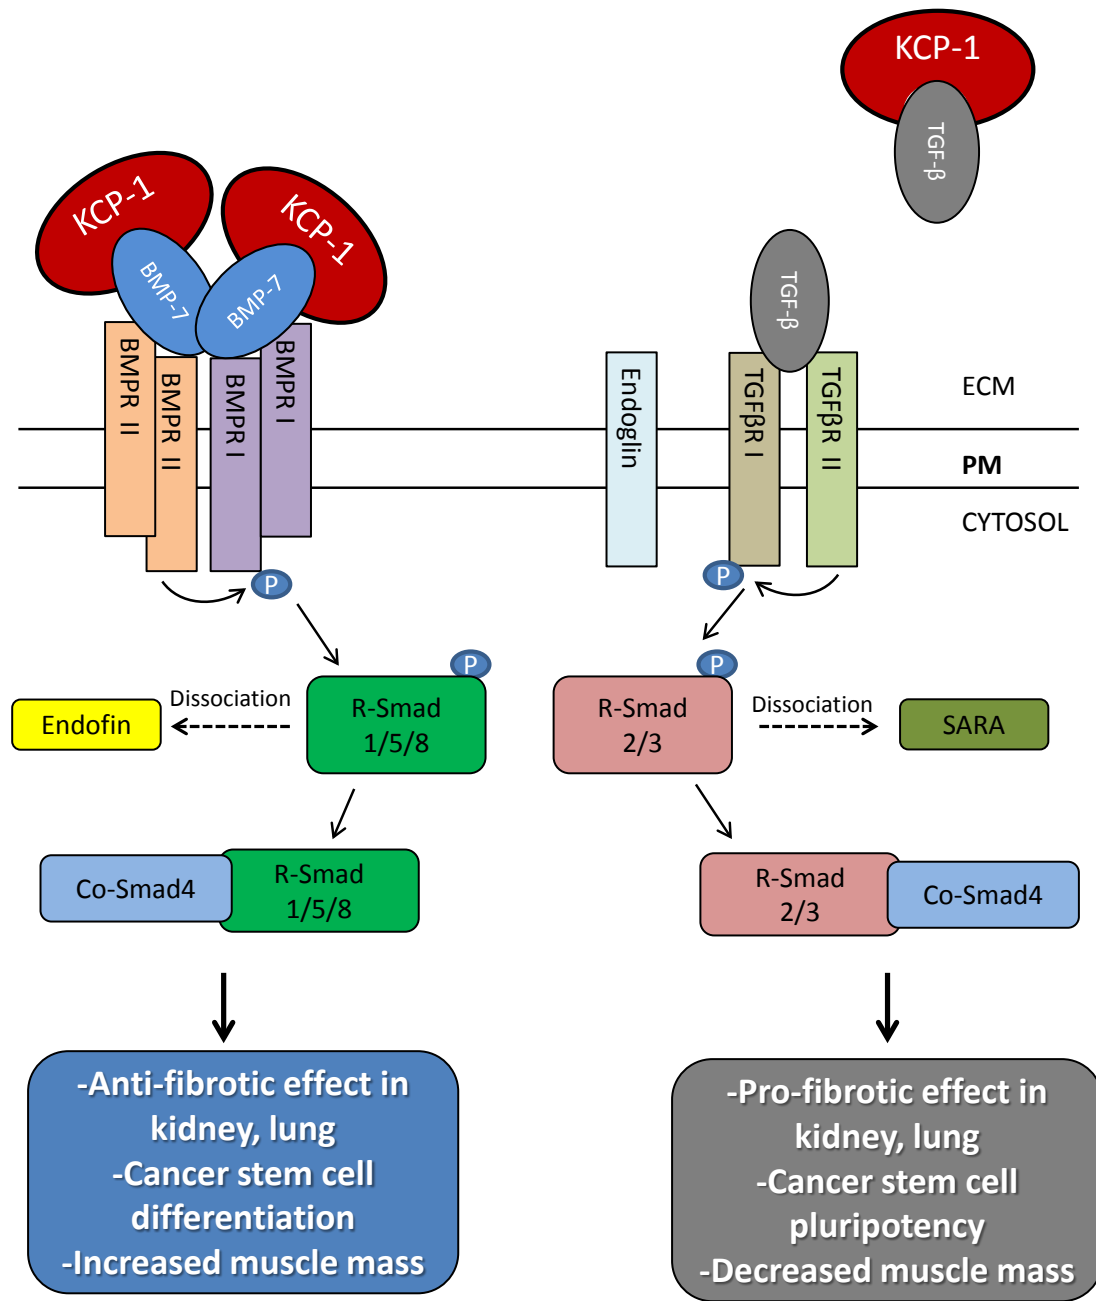 KCP-1
TGF-β
KCP-1
KCP-1
BMP-7
BMP-7
TGF-β
BMPR II
BMPR II
BMPR I
BMPR I
Endoglin
TGFβR I
TGFβR II
ECM
PM
CYTOSOL
P
P
P
P
Endofin
Dissociation
R-Smad
1/5/8
R-Smad
2/3
Dissociation
SARA
Co-Smad4
R-Smad
1/5/8
R-Smad
2/3
Co-Smad4
-Anti-fibrotic effect in
kidney, lung
-Cancer stem cell
differentiation
-Increased muscle mass
-Pro-fibrotic effect in
kidney, lung
-Cancer stem cell
pluripotency
-Decreased muscle mass